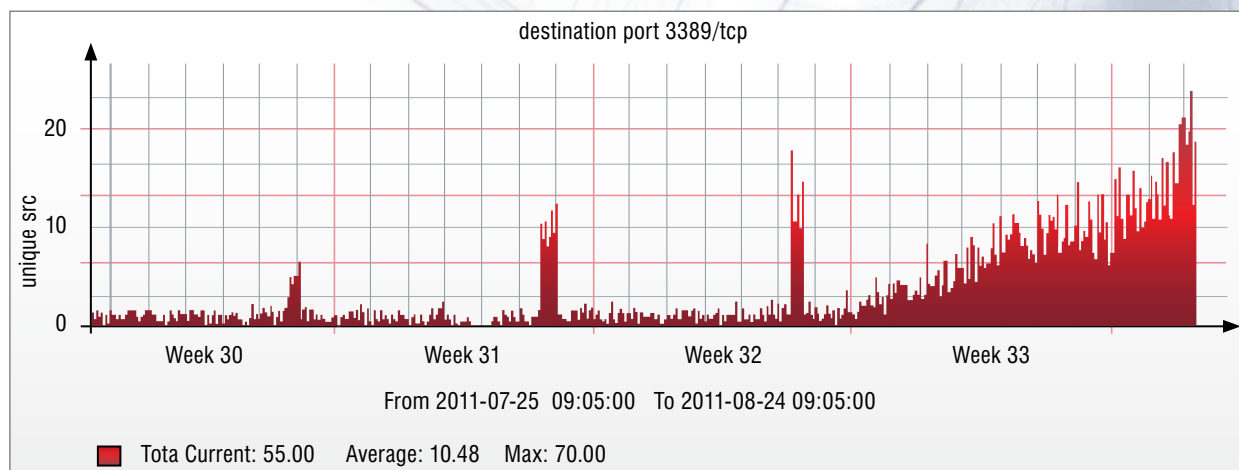 destination port 3389/tcp
unique src
20
10
0
Week 30 Week 31 Week 32 Week 33
From 2011-07-25 09:05:00 To 2011-08-24 09:05:00
Tota Current: 55.00 Average: 10.48 Max: 70.00